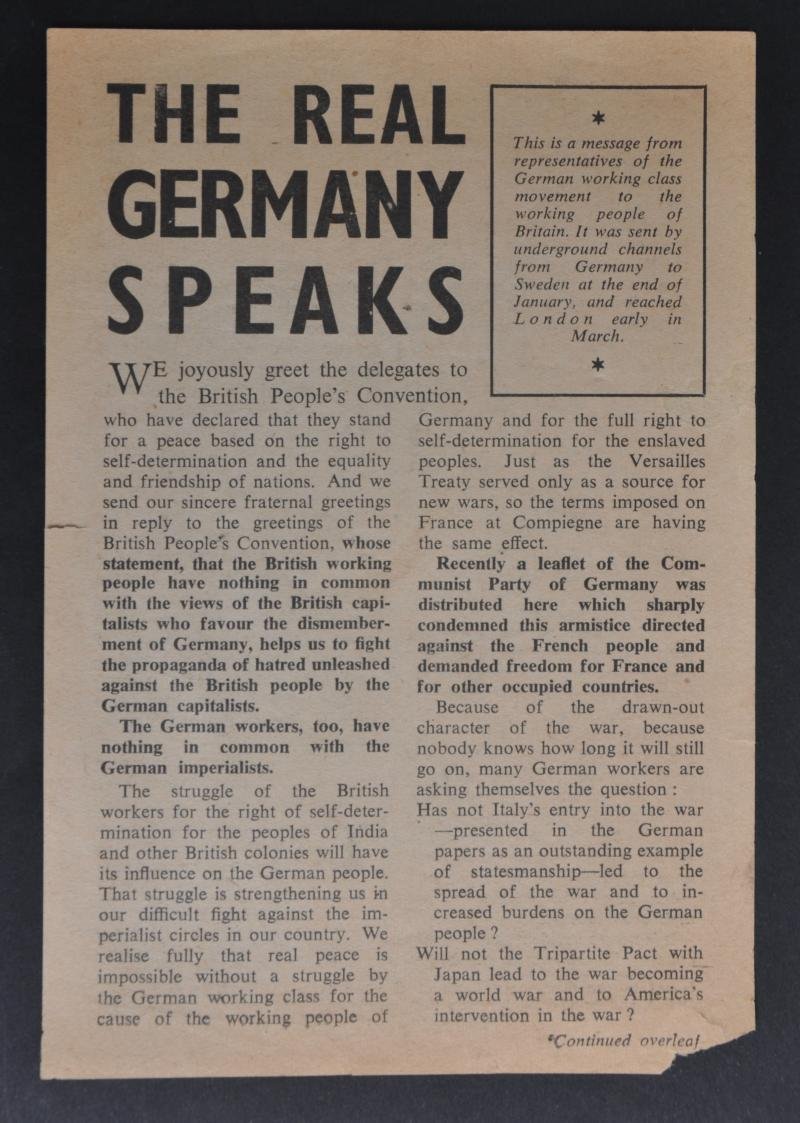 THE REAL
GERMANY
SPEAKS
*
This is a message from
representatives of the
German working class
movement to the
working people of
Britain. It was sent by
underground channels
from Germany to
Sweden at the end of
January, and reached
London early in
March.
*
WE joyously greet the delegates to
the British People's Convention,
who have declared that they stand
for a peace based on the right to
self-determination and the equality
and friendship of nations. And we
send our sincere fraternal greetings
in reply to the greetings of the
British People's Convention, whose
statement, that the British working
people have nothing in common
with the views of the British capi-
talists who favour the dismember-
ment of Germany, helps us to fight
the propaganda of hatred unleashed
against the British people by the
German capitalists.
The German workers, too, have
nothing in common with the
German imperialists.
The struggle of the British
workers for the right of self-deter-
mination for the peoples of India
and other British colonies will have
its influence on the German people.
That struggle is strengthening us in
our difficult fight against the im-
perialist circles in our country. We
realise fully that real peace is
impossible without a struggle by
the German working class for the
cause of the working people of
Germany and for the full right to
self-determination for the enslaved
peoples. Just as the Versailles
Treaty served only as a source for
new wars, so the terms imposed on
France at Compiegne are having
the same effect.
Recently a leaflet of the Com-
munist Party of Germany was
distributed here which sharply
condemned this armistice directed
against the French people and
demanded freedom for France and
for other occupied countries.
Because of the drawn-out
character of the war, because
nobody knows how long it will still
go on, many German workers are
asking themselves the question :
Has not Italy's entry into the war
—presented in the German
papers as an outstanding example
of statesmanship—led to the
spread of the war and to in-
creased burdens on the German
people ?
Will not the Tripartite Pact with
Japan lead to the war becoming
a world war and to America's
intervention in the war ?
*Continued overleaf